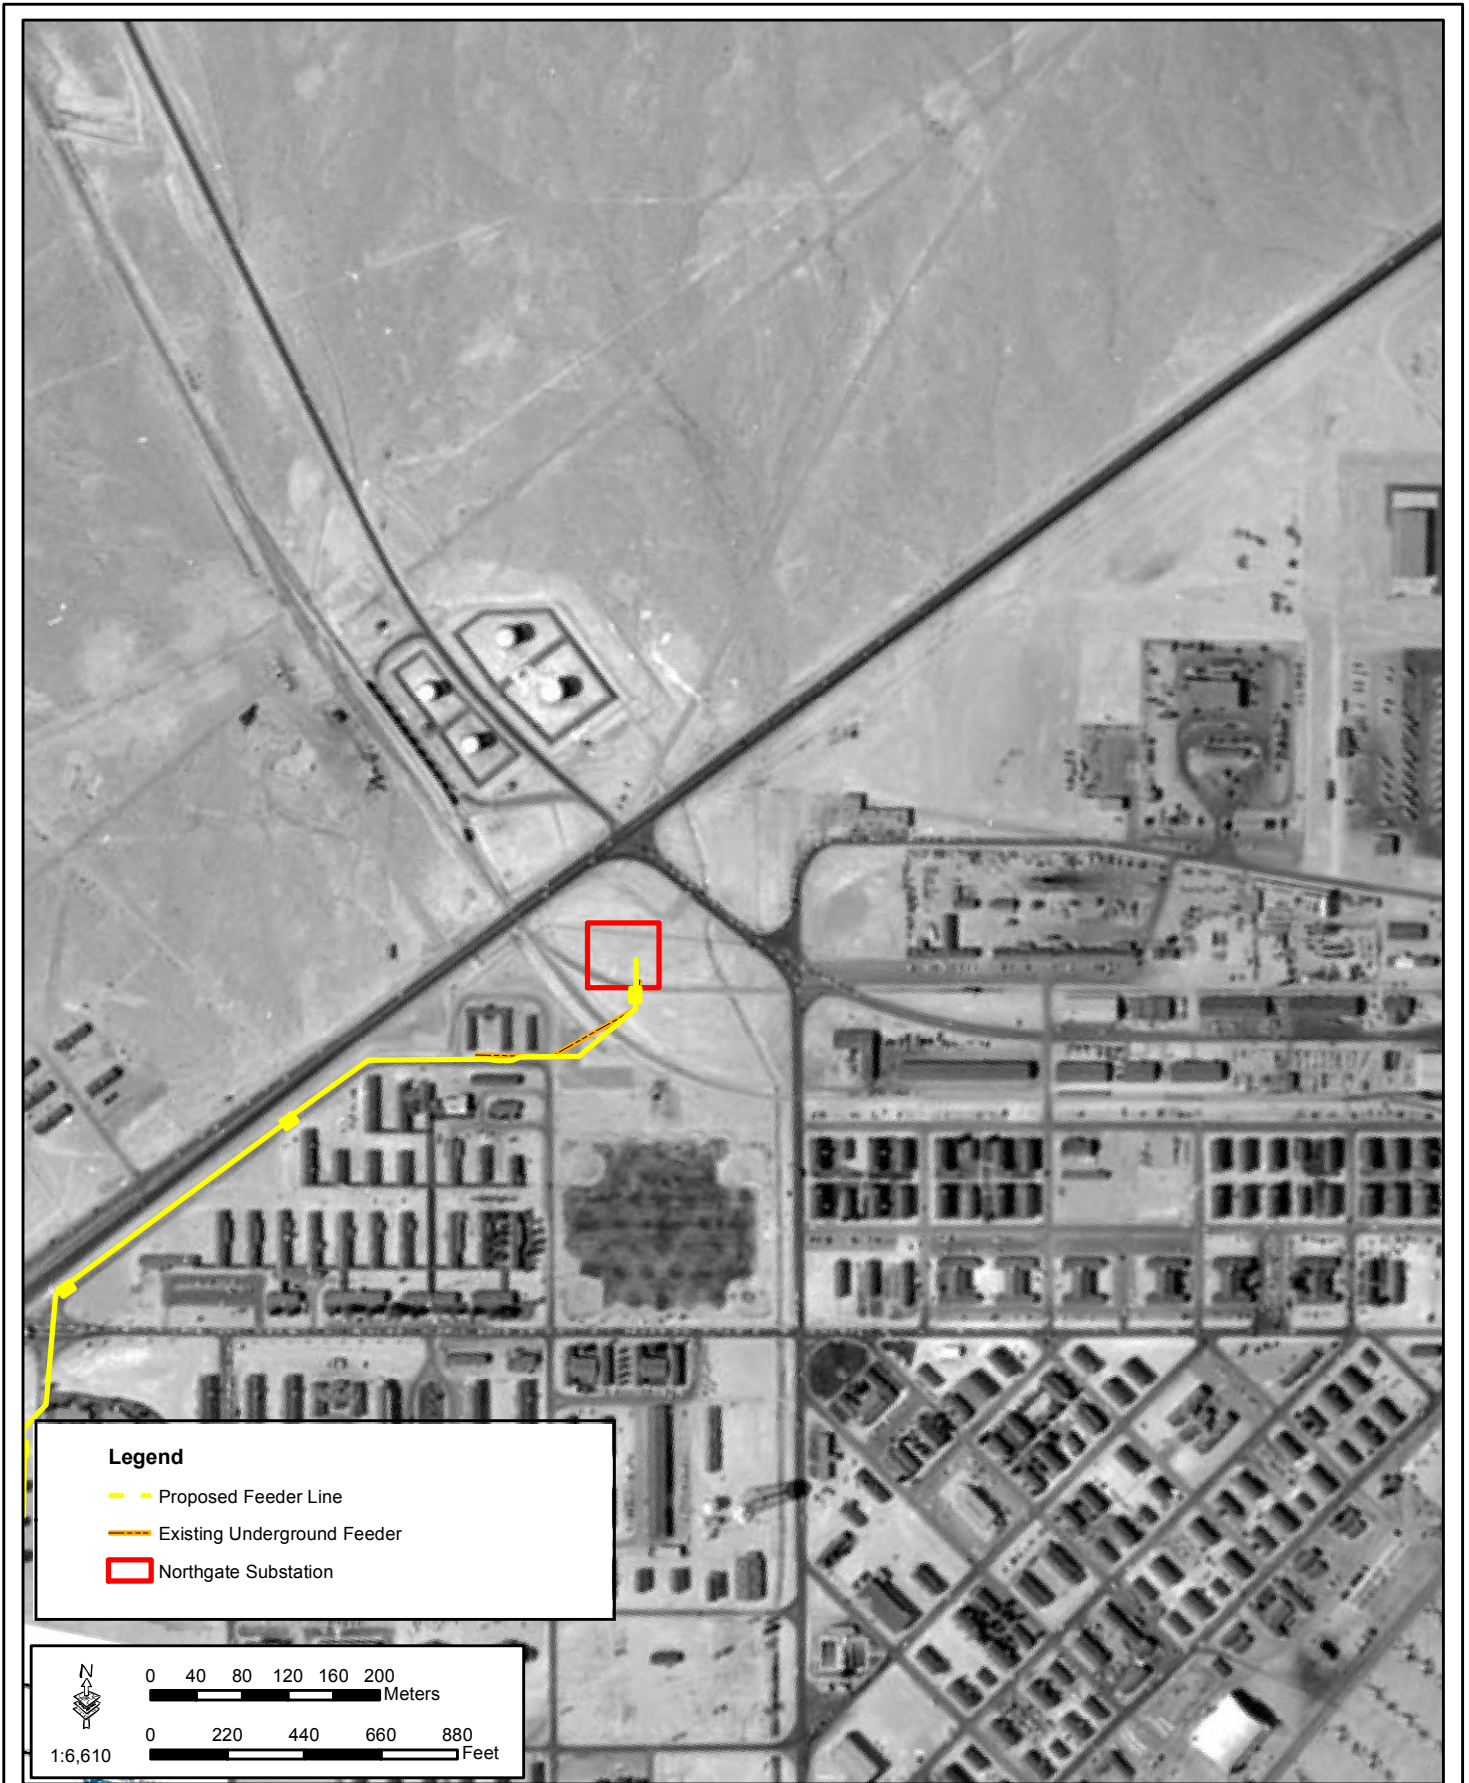 Legend
Proposed Feeder Line
Existing Underground Feeder
Northgate Substation
N
0 40 80 120 160 200
Meters
0 220 440 660 880
Feet
1:6,610